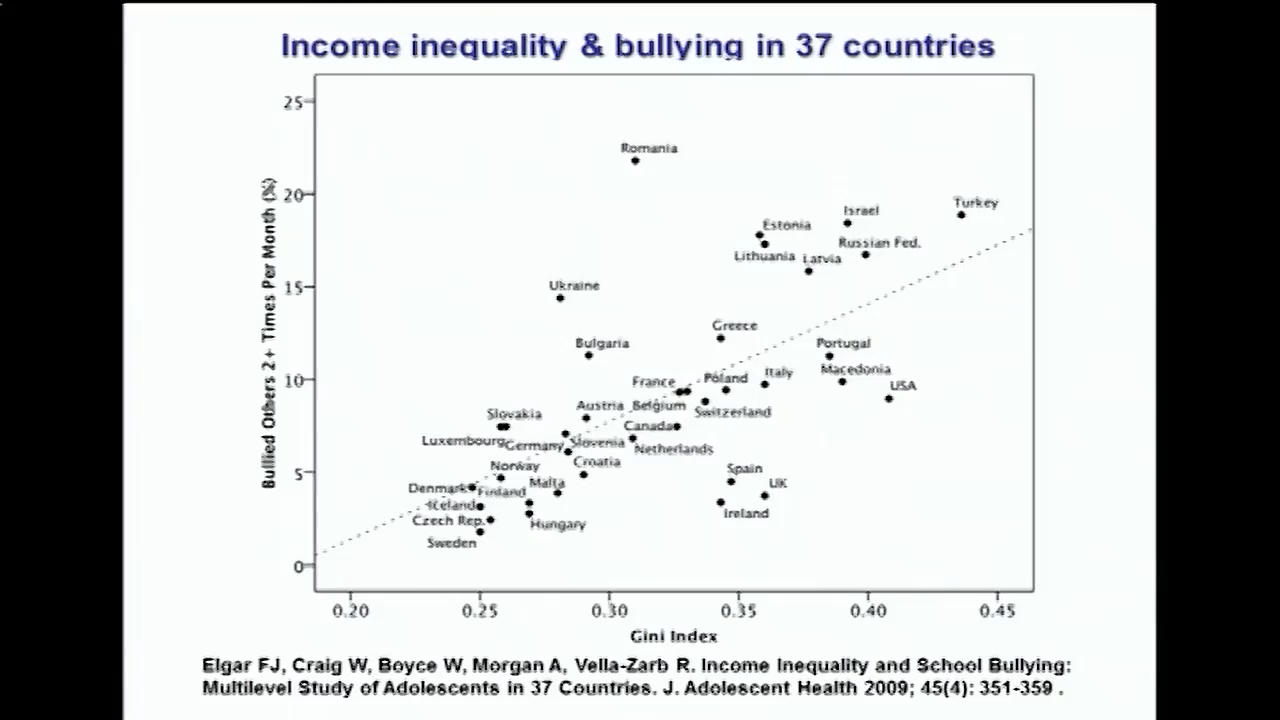 Income inequality & bullying in 37 countries
Bullied Others 2+ Times Per Month (%)
25
20
15
10
5
0
Romania
Turkey
Israel
Estonia
Russian Fed.
Lithuania
Latvia
Ukraine
Greece
Bulgaria
Portugal
Macedonia
Italy
Poland
France
USA
Austria
Belgium
Switzerland
Slovakia
Canada
Luxembourg
Germany
Slovenia
Netherlands
Croatia
Norway
Spain
Malta
UK
Denmark
Finland
Iceland
Ireland
Czech Rep.
Hungary
Sweden
0.20 0.25 0.30 0.35 0.40 0.45
Gini Index
Elgar FJ, Craig W, Boyce W, Morgan A, Vella-Zarb R. Income Inequality and School Bullying:
Multilevel Study of Adolescents in 37 Countries. J. Adolescent Health 2009; 45(4): 351-359 .